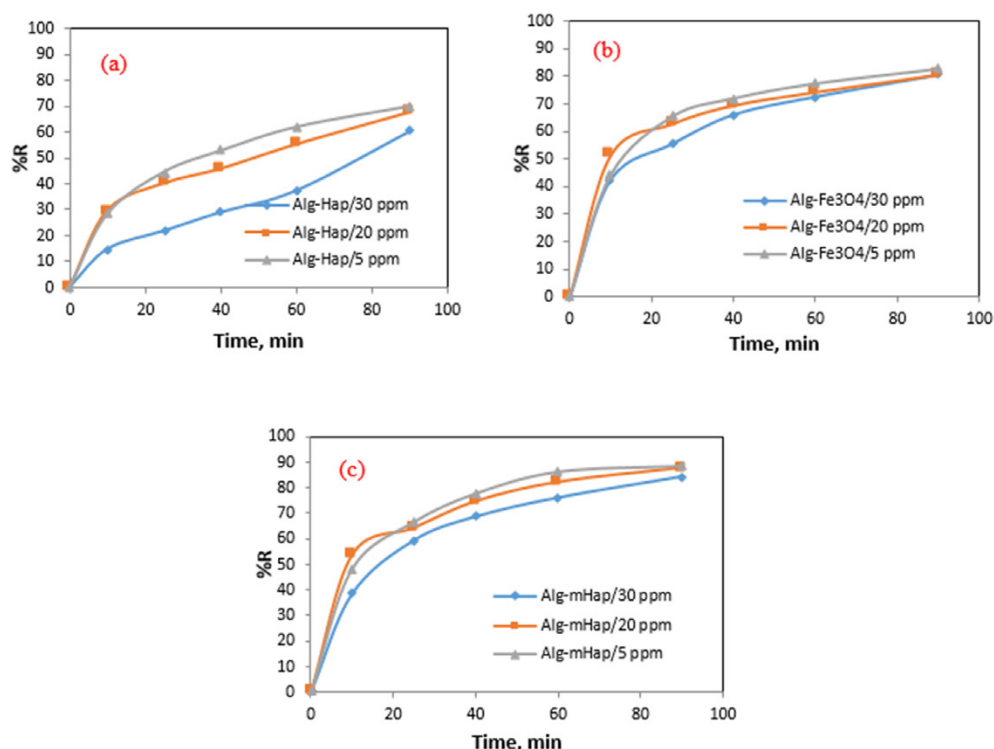 (a)
100
90
80
70
60
50
40
30
20
10
0
%R
Alg-Hap/30 ppm
Alg-Hap/20 ppm
Alg-Hap/5 ppm
0 20 40 60 80 100
Time, min
(b)
100
90
80
70
60
50
40
30
20
10
0
%R
Alg-Fe3O4/30 ppm
Alg-Fe3O4/20 ppm
Alg-Fe3O4/5 ppm
0 20 40 60 80 100
Time, min
(c)
100
90
80
70
60
50
40
30
20
10
0
%R
Alg-mHap/30 ppm
Alg-mHap/20 ppm
Alg-mHap/5 ppm
0 20 40 60 80 100
Time, min